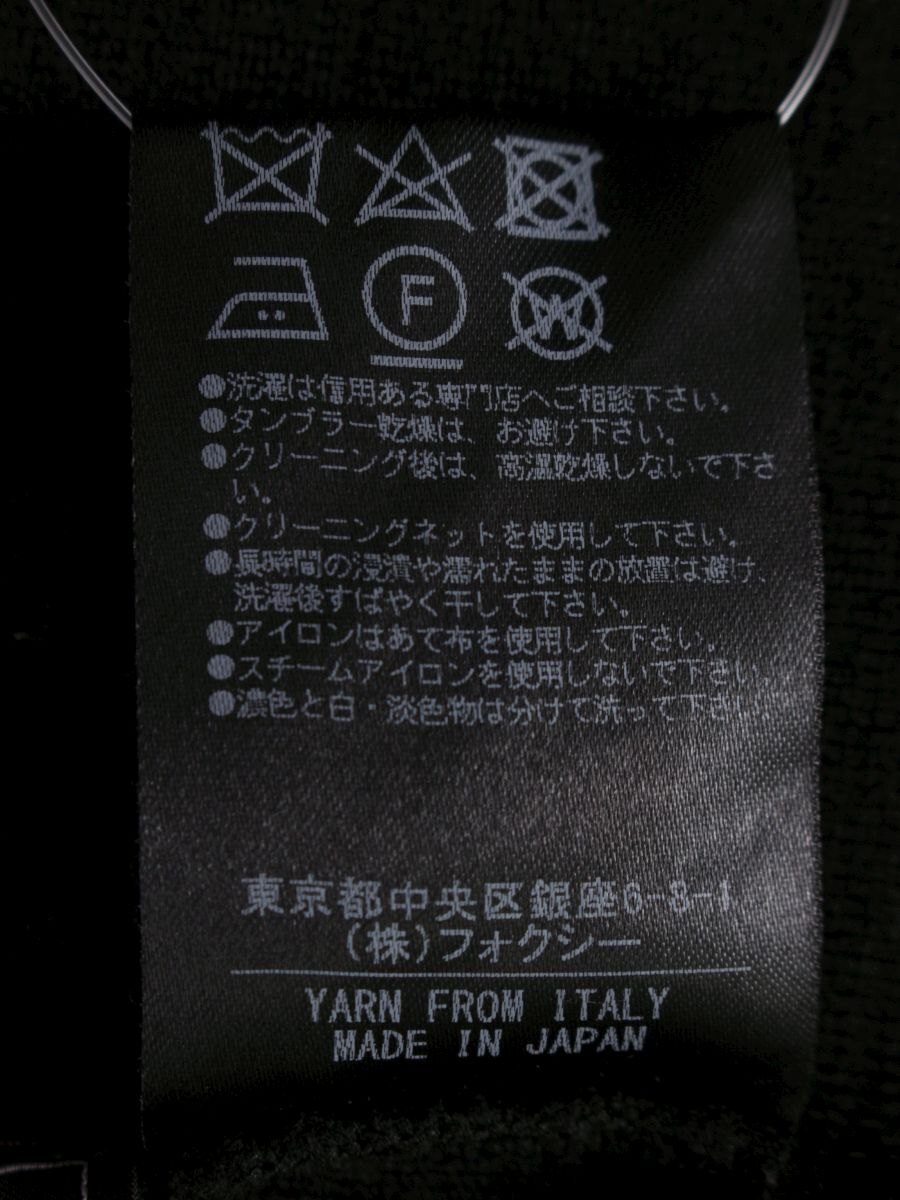 F
W
●洗濯は信用ある専門店へご相談下さい。
●タンブラー乾燥は、お避け下さい。
●クリーニング後は、高温乾燥しないで下さ
い。
●クリーニングネットを使用して下さい。
●長時間の浸漬や濡れたままの放置は避け、
洗濯後すばやく干して下さい。
●アイロンはあて布を使用して下さい。
●スチームアイロンを使用しないで下さい。
●濃色と白・淡色物は分けて洗って下さい。
東京都中央区銀座6-8-1
(株)フォクシー
YARN FROM ITALY
MADE IN JAPAN